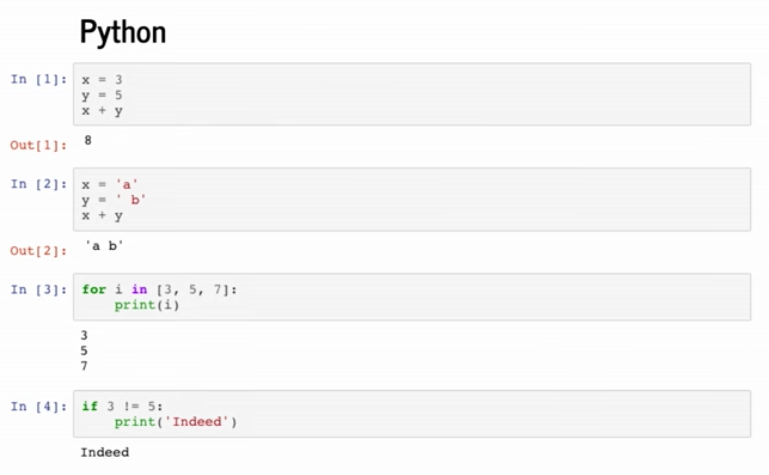 Python
In [1]: x = 3
y = 5
x + y
Out[1]: 8
In [2]: x = 'a'
y = ' b'
x + y
Out[2]: 'a b'
In [3]: for i in [3, 5, 7]:
    print(i)
3
5
7
In [4]: if 3 != 5:
    print('Indeed')
Indeed